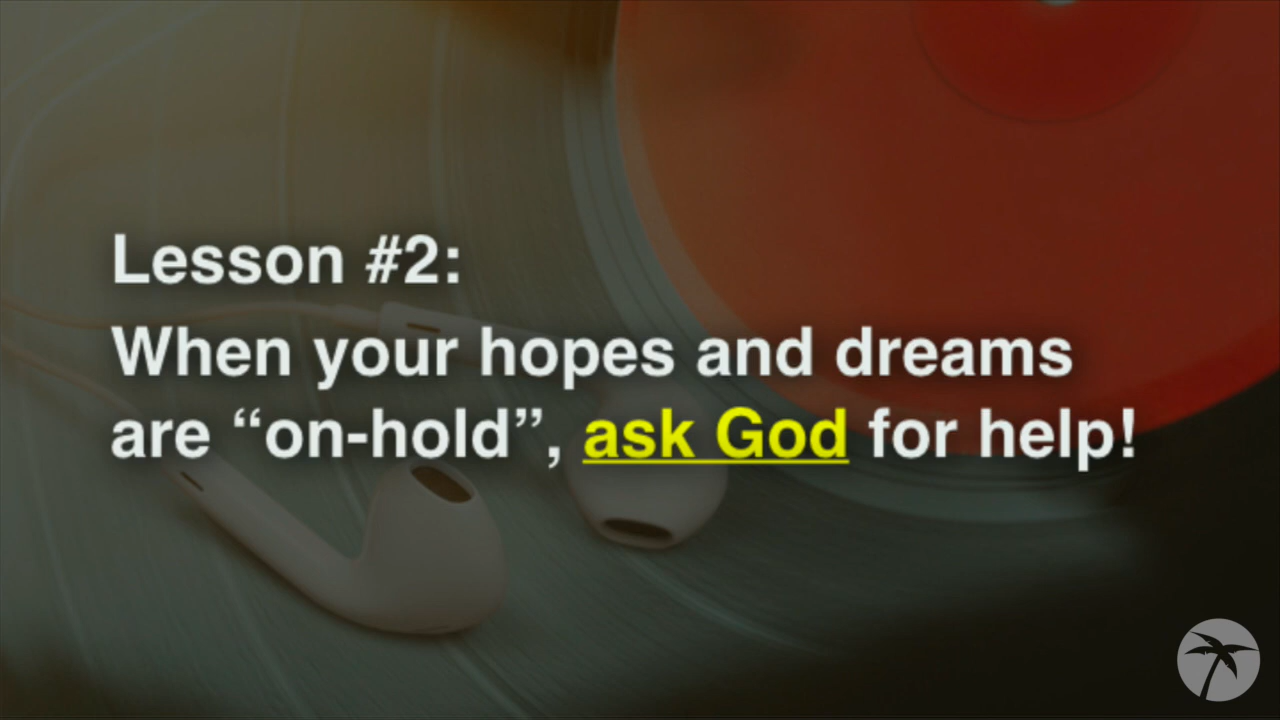 Lesson #2:
When your hopes and dreams
are “on-hold”, ask God for help!